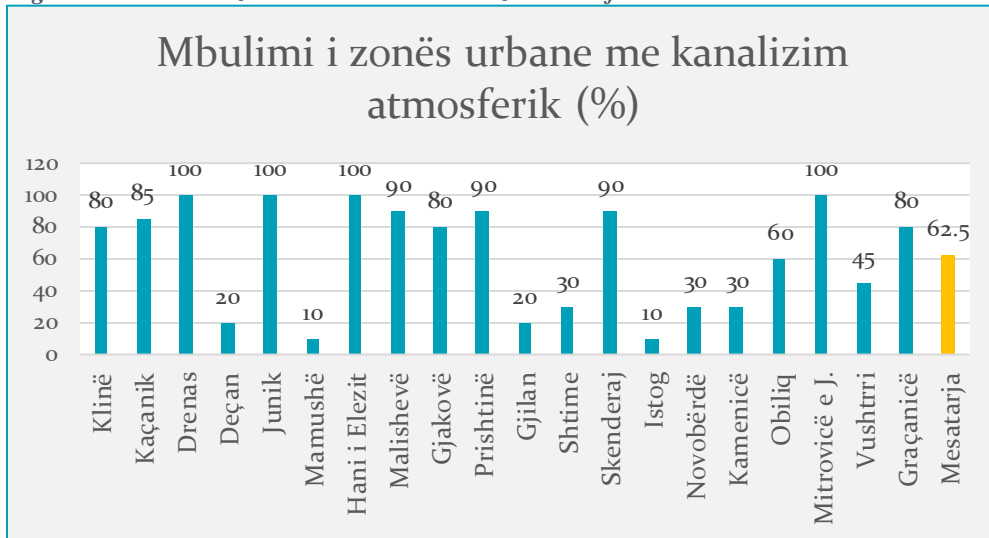 Mbulimi i zonës urbane me kanalizim
atmosferik (%)
120
100
80
60
40
20
0
80
85
100
20
100
10
100
90
80
90
20
30
90
10
30
30
60
100
45
80
62.5
Klinë
Kaçanik
Drenas
Deçan
Junik
Mamushë
Hani i Elezit
Malishevë
Gjakovë
Prishtinë
Gjilan
Shtime
Skenderaj
Istog
Novobërdë
Kamenicë
Obiliq
Mitrovicë e J.
Vushtrri
Graçanicë
Mesatarja